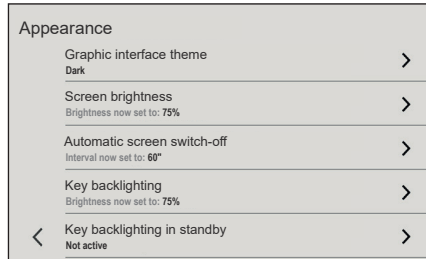 Appearance
Graphic interface theme
Dark
Screen brightness
Brightness now set to: 75%
Automatic screen switch-off
Interval now set to: 60"
Key backlighting
Brightness now set to: 75%
Key backlighting in standby
Not active